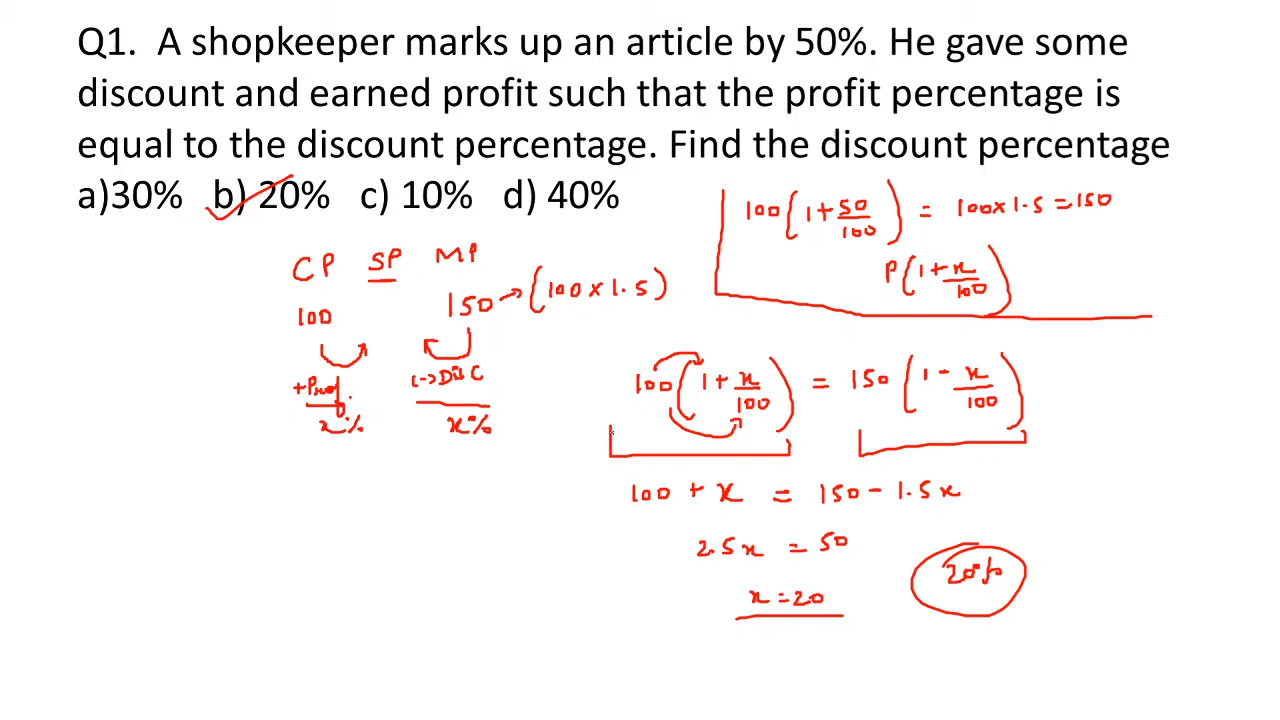 Q1. A shopkeeper marks up an article by 50%. He gave some
discount and earned profit such that the profit percentage is
equal to the discount percentage. Find the discount percentage
a)30% b) 20% c) 10% d) 40%
100(1+50/100) = 100x1.5=150
P(1+x/100)
CP SP MP
100 150→(100 x 1.5)
+Prof. (-)Disc
x% x%
100(1+x/100) = 150(1-x/100)
100 + x = 150-1.5x
2.5x = 50
x=20
20%